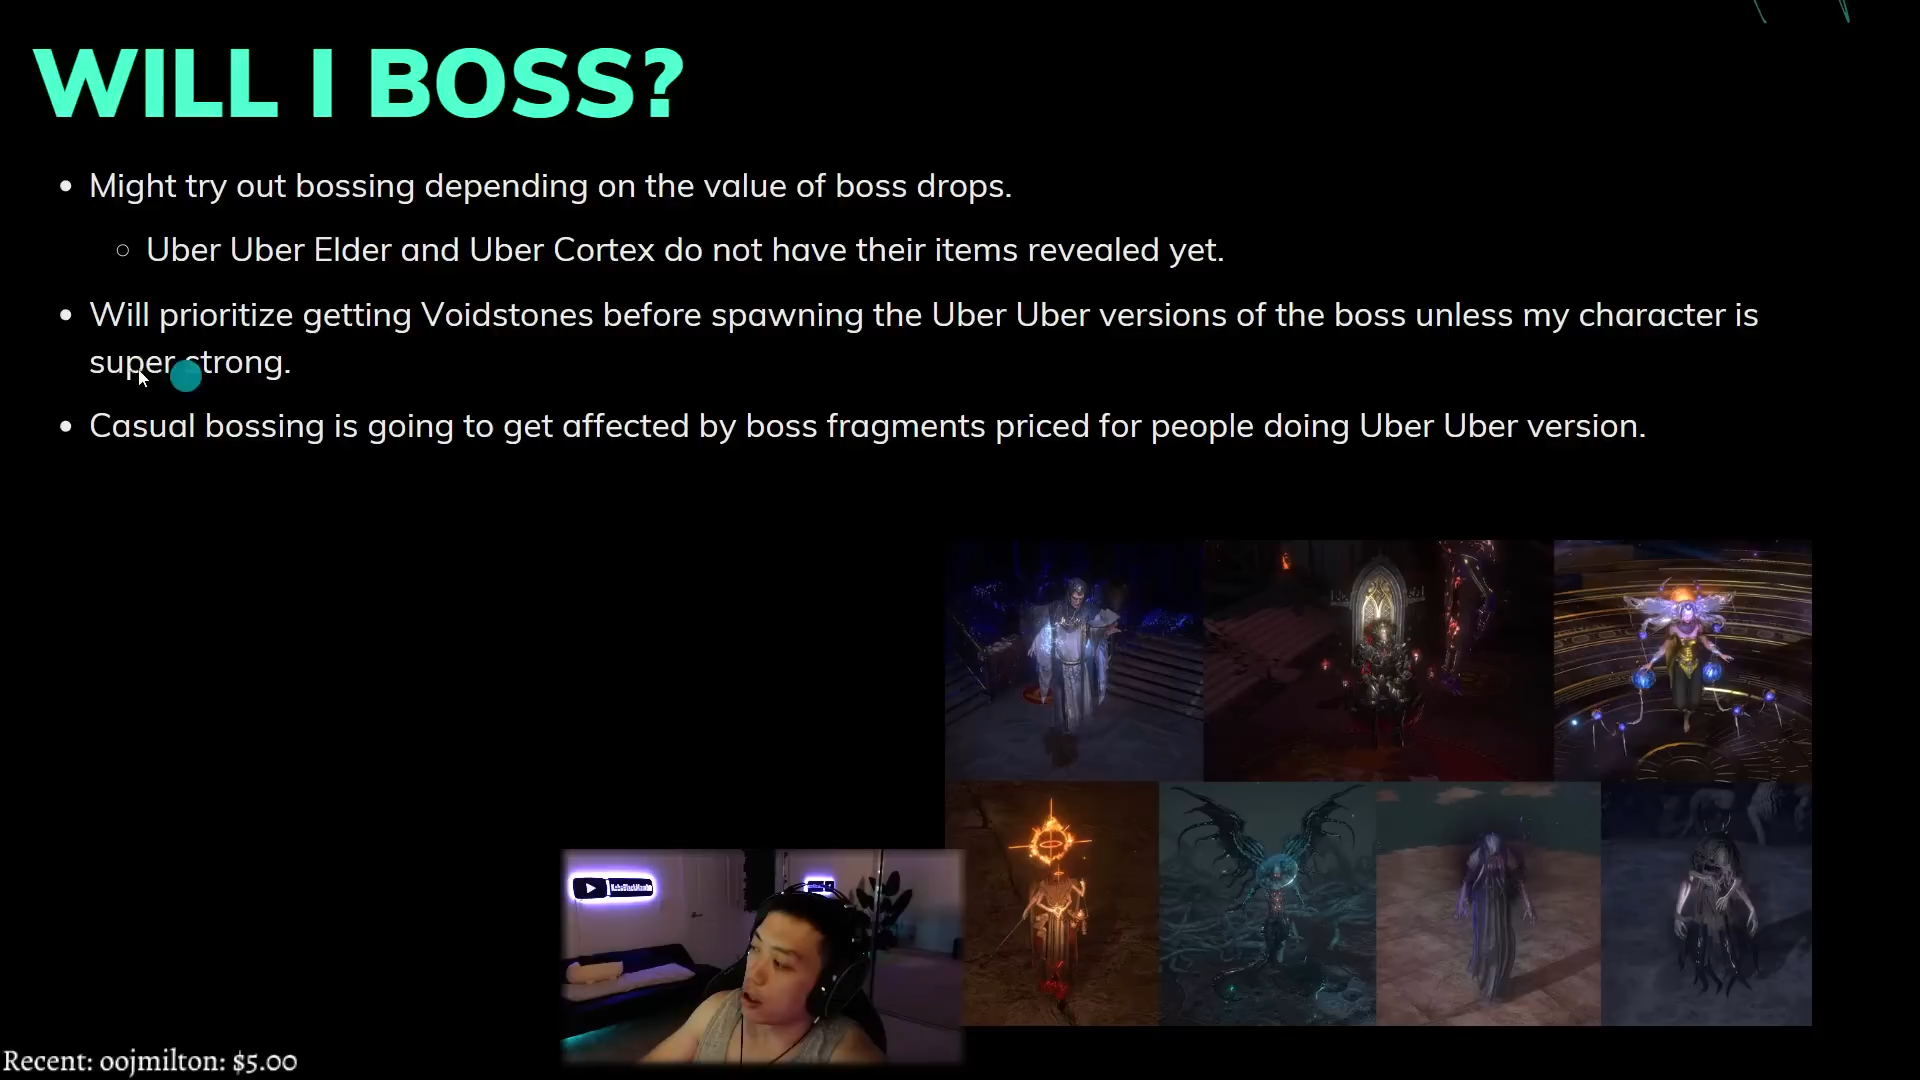 WILL I BOSS?
Might try out bossing depending on the value of boss drops.
Uber Uber Elder and Uber Cortex do not have their items revealed yet.
Will prioritize getting Voidstones before spawning the Uber Uber versions of the boss unless my character is
super strong.
Casual bossing is going to get affected by boss fragments priced for people doing Uber Uber version.
Recent: oojmilton: $5.00